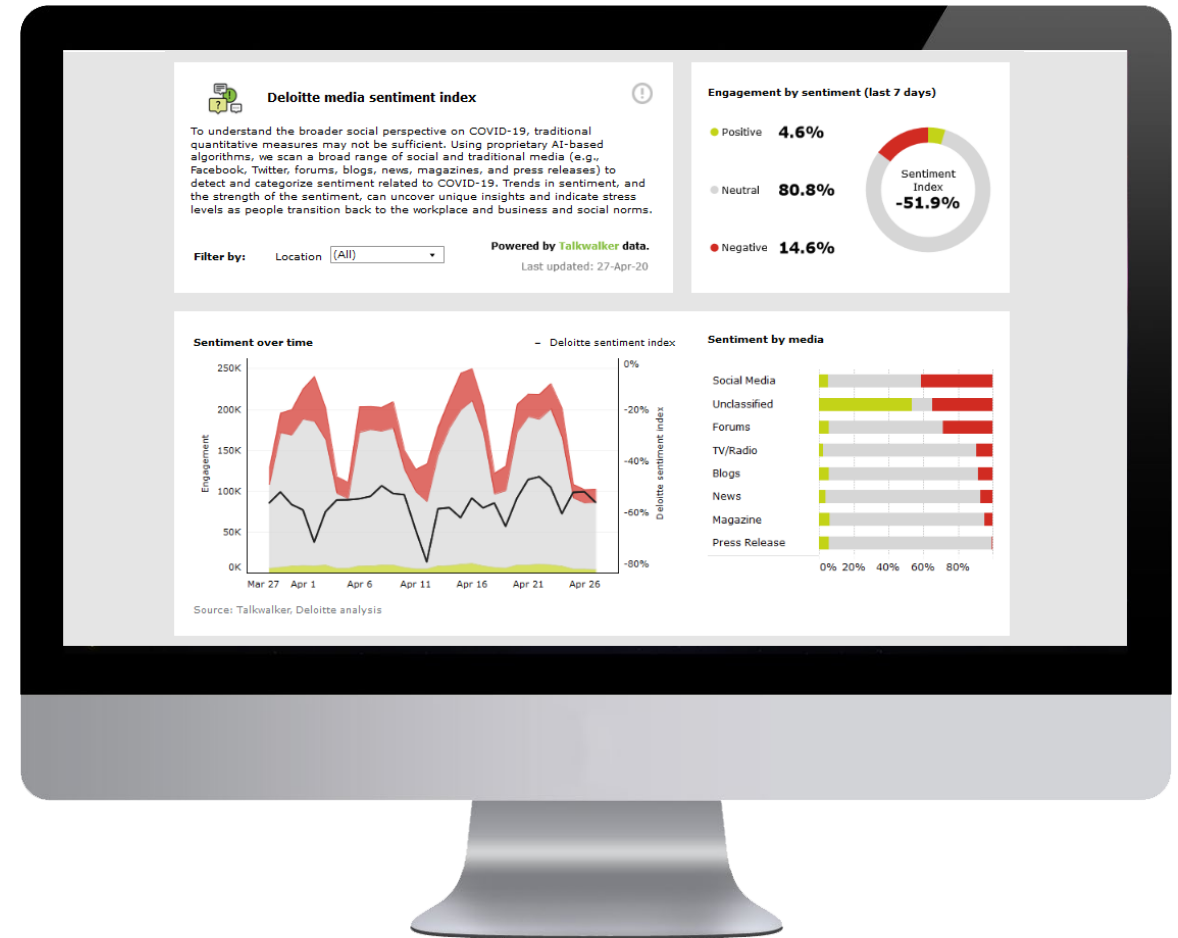 Deloitte media sentiment index
To understand the broader social perspective on COVID-19, traditional
quantitative measures may not be sufficient. Using proprietary AI-based
algorithms, we scan a broad range of social and traditional media (e.g.,
Facebook, Twitter, forums, blogs, news, magazines, and press releases) to
detect and categorize sentiment related to COVID-19. Trends in sentiment, and
the strength of the sentiment, can uncover unique insights and indicate stress
levels as people transition back to the workplace and business and social norms.
Filter by: Location (All)
Powered by Talkwalker data.
Last updated: 27-Apr-20
Engagement by sentiment (last 7 days)
Positive 4.6%
Neutral 80.8%
Negative 14.6%
Sentiment
Index
-51.9%
Sentiment over time
– Deloitte sentiment index
Engagement
250K
200K
150K
100K
50K
0K
0%
-20%
-40%
-60%
-80%
Deloitte sentiment index
Mar 27 Apr 1 Apr 6 Apr 11 Apr 16 Apr 21 Apr 26
Source: Talkwalker, Deloitte analysis
Sentiment by media
Social Media
Unclassified
Forums
TV/Radio
Blogs
News
Magazine
Press Release
0% 20% 40% 60% 80%